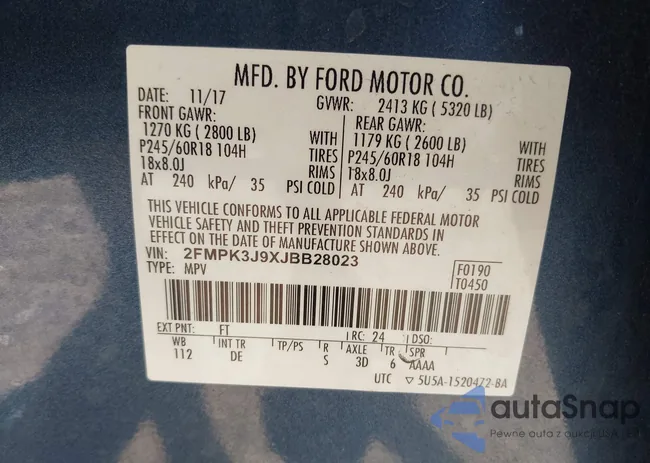 MFD. BY FORD MOTOR CO.
DATE: 11/17 GVWR: 2413 KG (5320 LB)
FRONT GAWR: REAR GAWR:
1270 KG (2800 LB) WITH 1179 KG (2600 LB) WITH
P245/60R18 104H TIRES P245/60R18 104H TIRES
18x8.0J RIMS 18x8.0J RIMS
AT 240 kPa/ 35 PSI COLD AT 240 kPa/ 35 PSI COLD
THIS VEHICLE CONFORMS TO ALL APPLICABLE FEDERAL MOTOR
VEHICLE SAFETY AND THEFT PREVENTION STANDARDS IN
EFFECT ON THE DATE OF MANUFACTURE SHOWN ABOVE.
VIN: 2FMPK3J9XJBB28023 F0190
TYPE: MPV T0450
EXT PNT: FT RC: 24 DSO:
WB INT TR TP/PS R AXLE TR SPR
112 DE S 3D 6 AAAA
UTC 5U5A-1520472-BA
autaSnap
Pewne auta z aukcji